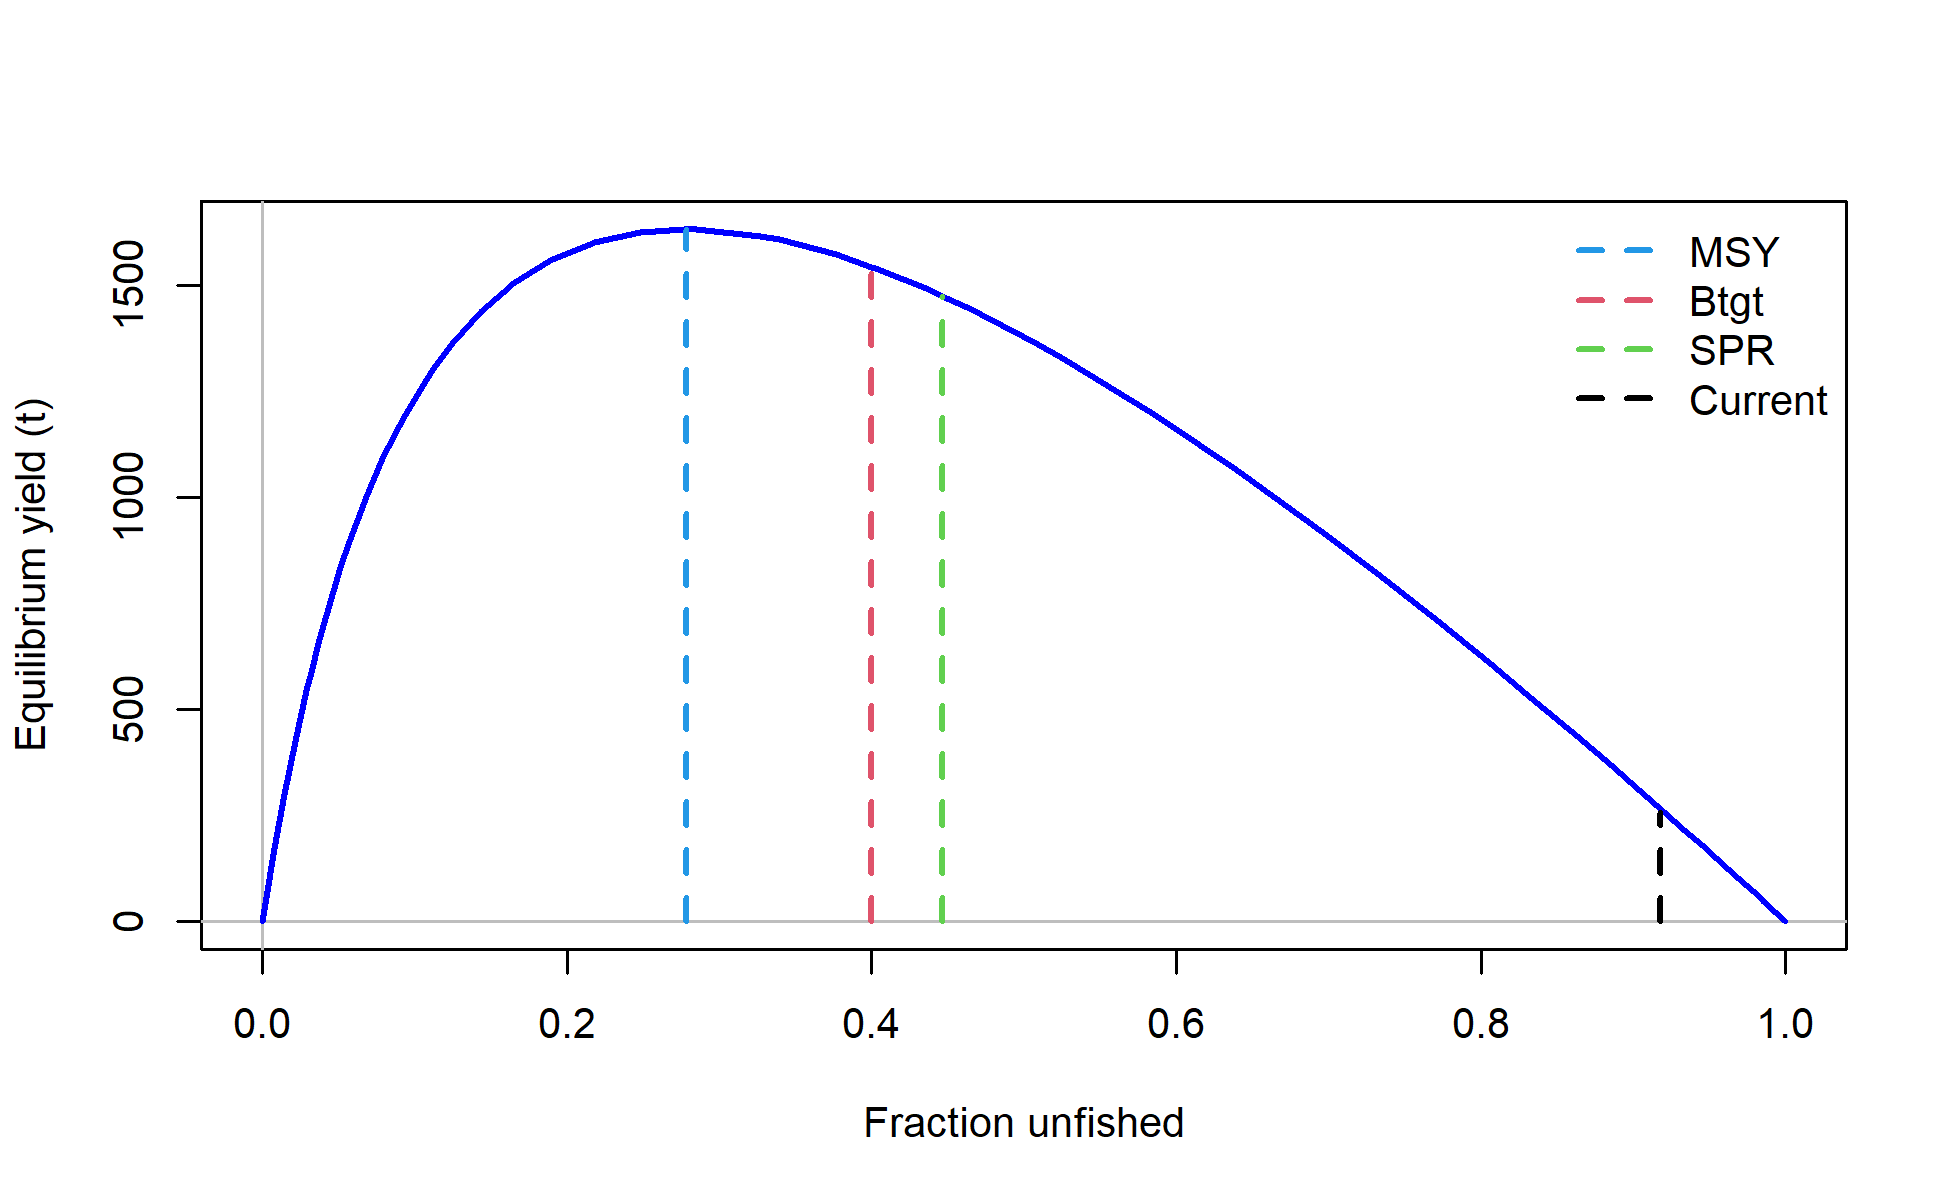 MSY
Btgt
SPR
Current
Equilibrium yield (t)
1500
1000
500
0
0.0 0.2 0.4 0.6 0.8 1.0
Fraction unfished